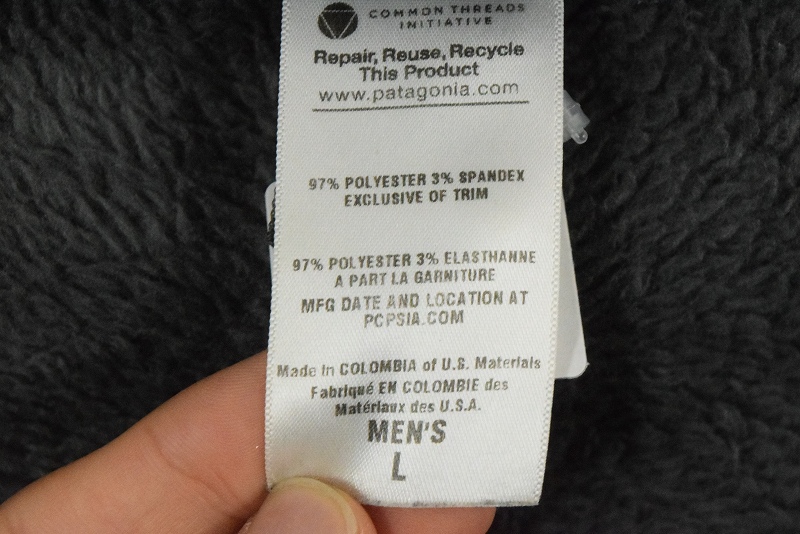 COMMON THREADS
INITIATIVE
Repair, Reuse, Recycle
This Product
www.patagonia.com
97% POLYESTER 3% SPANDEX
EXCLUSIVE OF TRIM
97% POLYESTER 3% ELASTHANNE
A PART LA GARNITURE
MFG DATE AND LOCATION AT
PCPSIA.COM
Made in COLOMBIA of U.S. Materials
Fabriqué EN COLOMBIE des
Matériaux des U.S.A.
MEN'S
L